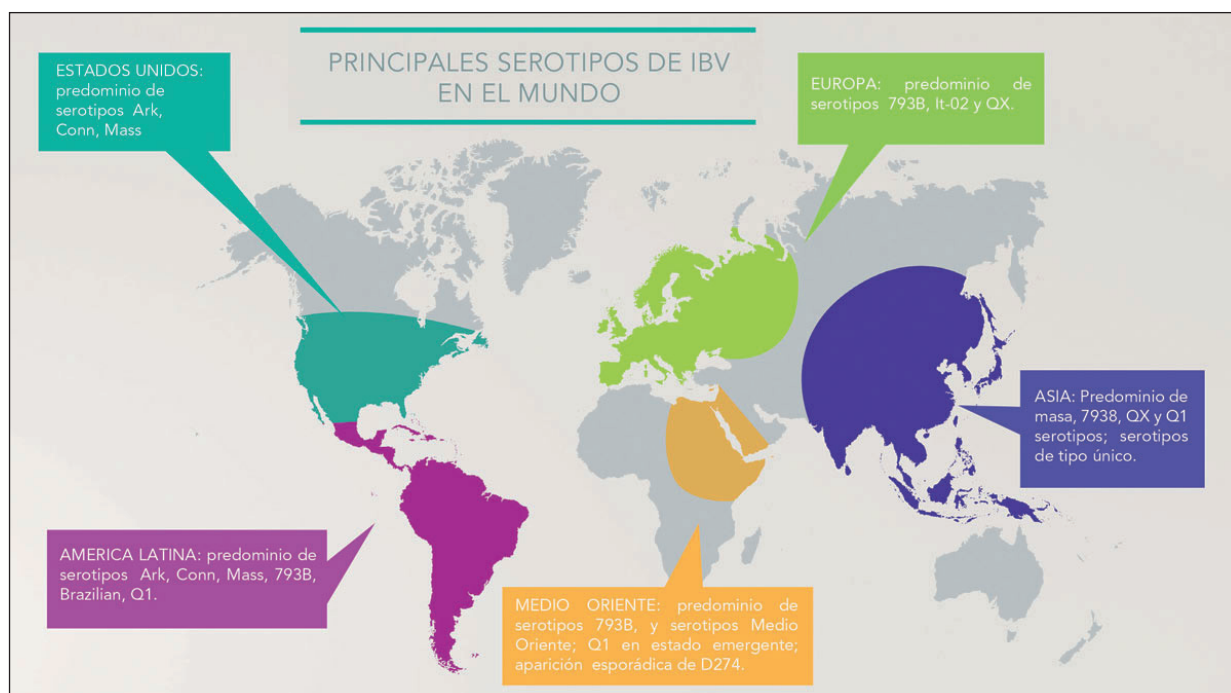 PRINCIPALES SEROTIPOS DE IBV
EN EL MUNDO
ESTADOS UNIDOS:
predominio de
serotipos Ark,
Conn, Mass
EUROPA: predominio de
serotipos 793B, It-02 y QX.
ASIA: Predominio de
masa, 7938, QX y Q1
serotipos; serotipos
de tipo único.
AMERICA LATINA: predominio de
serotipos Ark, Conn, Mass, 793B,
Brazilian, Q1.
MEDIO ORIENTE: predominio de
serotipos 793B, y serotipos Medio
Oriente; Q1 en estado emergente;
aparición esporádica de D274.